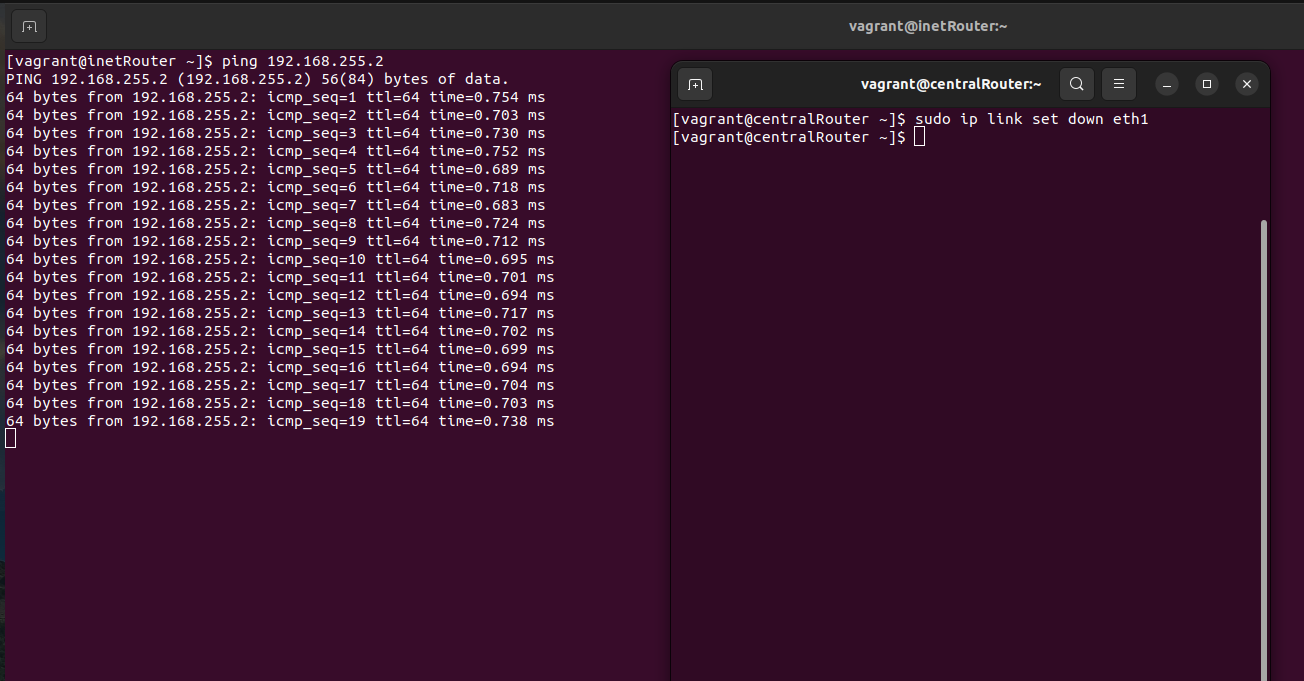 vagrant@inetRouter:~
[vagrant@inetRouter ~]$ ping 192.168.255.2
PING 192.168.255.2 (192.168.255.2) 56(84) bytes of data.
64 bytes from 192.168.255.2: icmp_seq=1 ttl=64 time=0.754 ms
64 bytes from 192.168.255.2: icmp_seq=2 ttl=64 time=0.703 ms
64 bytes from 192.168.255.2: icmp_seq=3 ttl=64 time=0.730 ms
64 bytes from 192.168.255.2: icmp_seq=4 ttl=64 time=0.752 ms
64 bytes from 192.168.255.2: icmp_seq=5 ttl=64 time=0.689 ms
64 bytes from 192.168.255.2: icmp_seq=6 ttl=64 time=0.718 ms
64 bytes from 192.168.255.2: icmp_seq=7 ttl=64 time=0.683 ms
64 bytes from 192.168.255.2: icmp_seq=8 ttl=64 time=0.724 ms
64 bytes from 192.168.255.2: icmp_seq=9 ttl=64 time=0.712 ms
64 bytes from 192.168.255.2: icmp_seq=10 ttl=64 time=0.695 ms
64 bytes from 192.168.255.2: icmp_seq=11 ttl=64 time=0.701 ms
64 bytes from 192.168.255.2: icmp_seq=12 ttl=64 time=0.694 ms
64 bytes from 192.168.255.2: icmp_seq=13 ttl=64 time=0.717 ms
64 bytes from 192.168.255.2: icmp_seq=14 ttl=64 time=0.702 ms
64 bytes from 192.168.255.2: icmp_seq=15 ttl=64 time=0.699 ms
64 bytes from 192.168.255.2: icmp_seq=16 ttl=64 time=0.694 ms
64 bytes from 192.168.255.2: icmp_seq=17 ttl=64 time=0.704 ms
64 bytes from 192.168.255.2: icmp_seq=18 ttl=64 time=0.703 ms
64 bytes from 192.168.255.2: icmp_seq=19 ttl=64 time=0.738 ms
vagrant@centralRouter:~
[vagrant@centralRouter ~]$ sudo ip link set down eth1
[vagrant@centralRouter ~]$